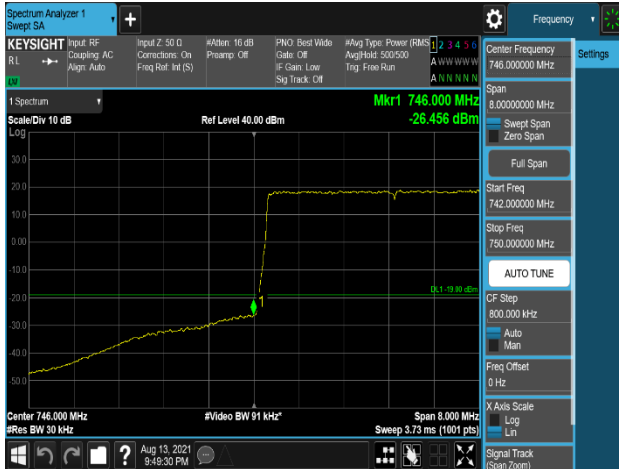 Spectrum Analyzer 1
Swept SA
+
Frequency
KEYSIGHT
R L
LU
Input: RF
Coupling: AC
Align: Auto
Input Z: 50 Ω
Corrections: On
Freq Ref: Int (S)
#Atten: 16 dB
Preamp: Off
PNO: Best Wide
Gate: Off
IF Gain: Low
Sig Track: Off
#Avg Type: Power (RMS
Avg|Hold: 500/500
Trig: Free Run
1 2 3 4 5 6
A W W W W W
A N N N N N
1 Spectrum
Scale/Div 10 dB
Ref Level 40.00 dBm
Mkr1 746.000 MHz
-26.456 dBm
Log
30.0
20.0
10.0
0.00
-10.0
-20.0
-30.0
-40.0
-50.0
DL1 -19.00 dBm
1
Center 746.000 MHz
#Video BW 91 kHz*
Span 8.000 MHz
#Res BW 30 kHz
Sweep 3.73 ms (1001 pts)
?
Aug 13, 2021
9:49:30 PM
Center Frequency
746.000000 MHz
Settings
Span
8.00000000 MHz
Swept Span
Zero Span
Full Span
Start Freq
742.000000 MHz
Stop Freq
750.000000 MHz
AUTO TUNE
CF Step
800.000 kHz
Auto
Man
Freq Offset
0 Hz
X Axis Scale
Log
Lin
Signal Track
(Span Zoom)